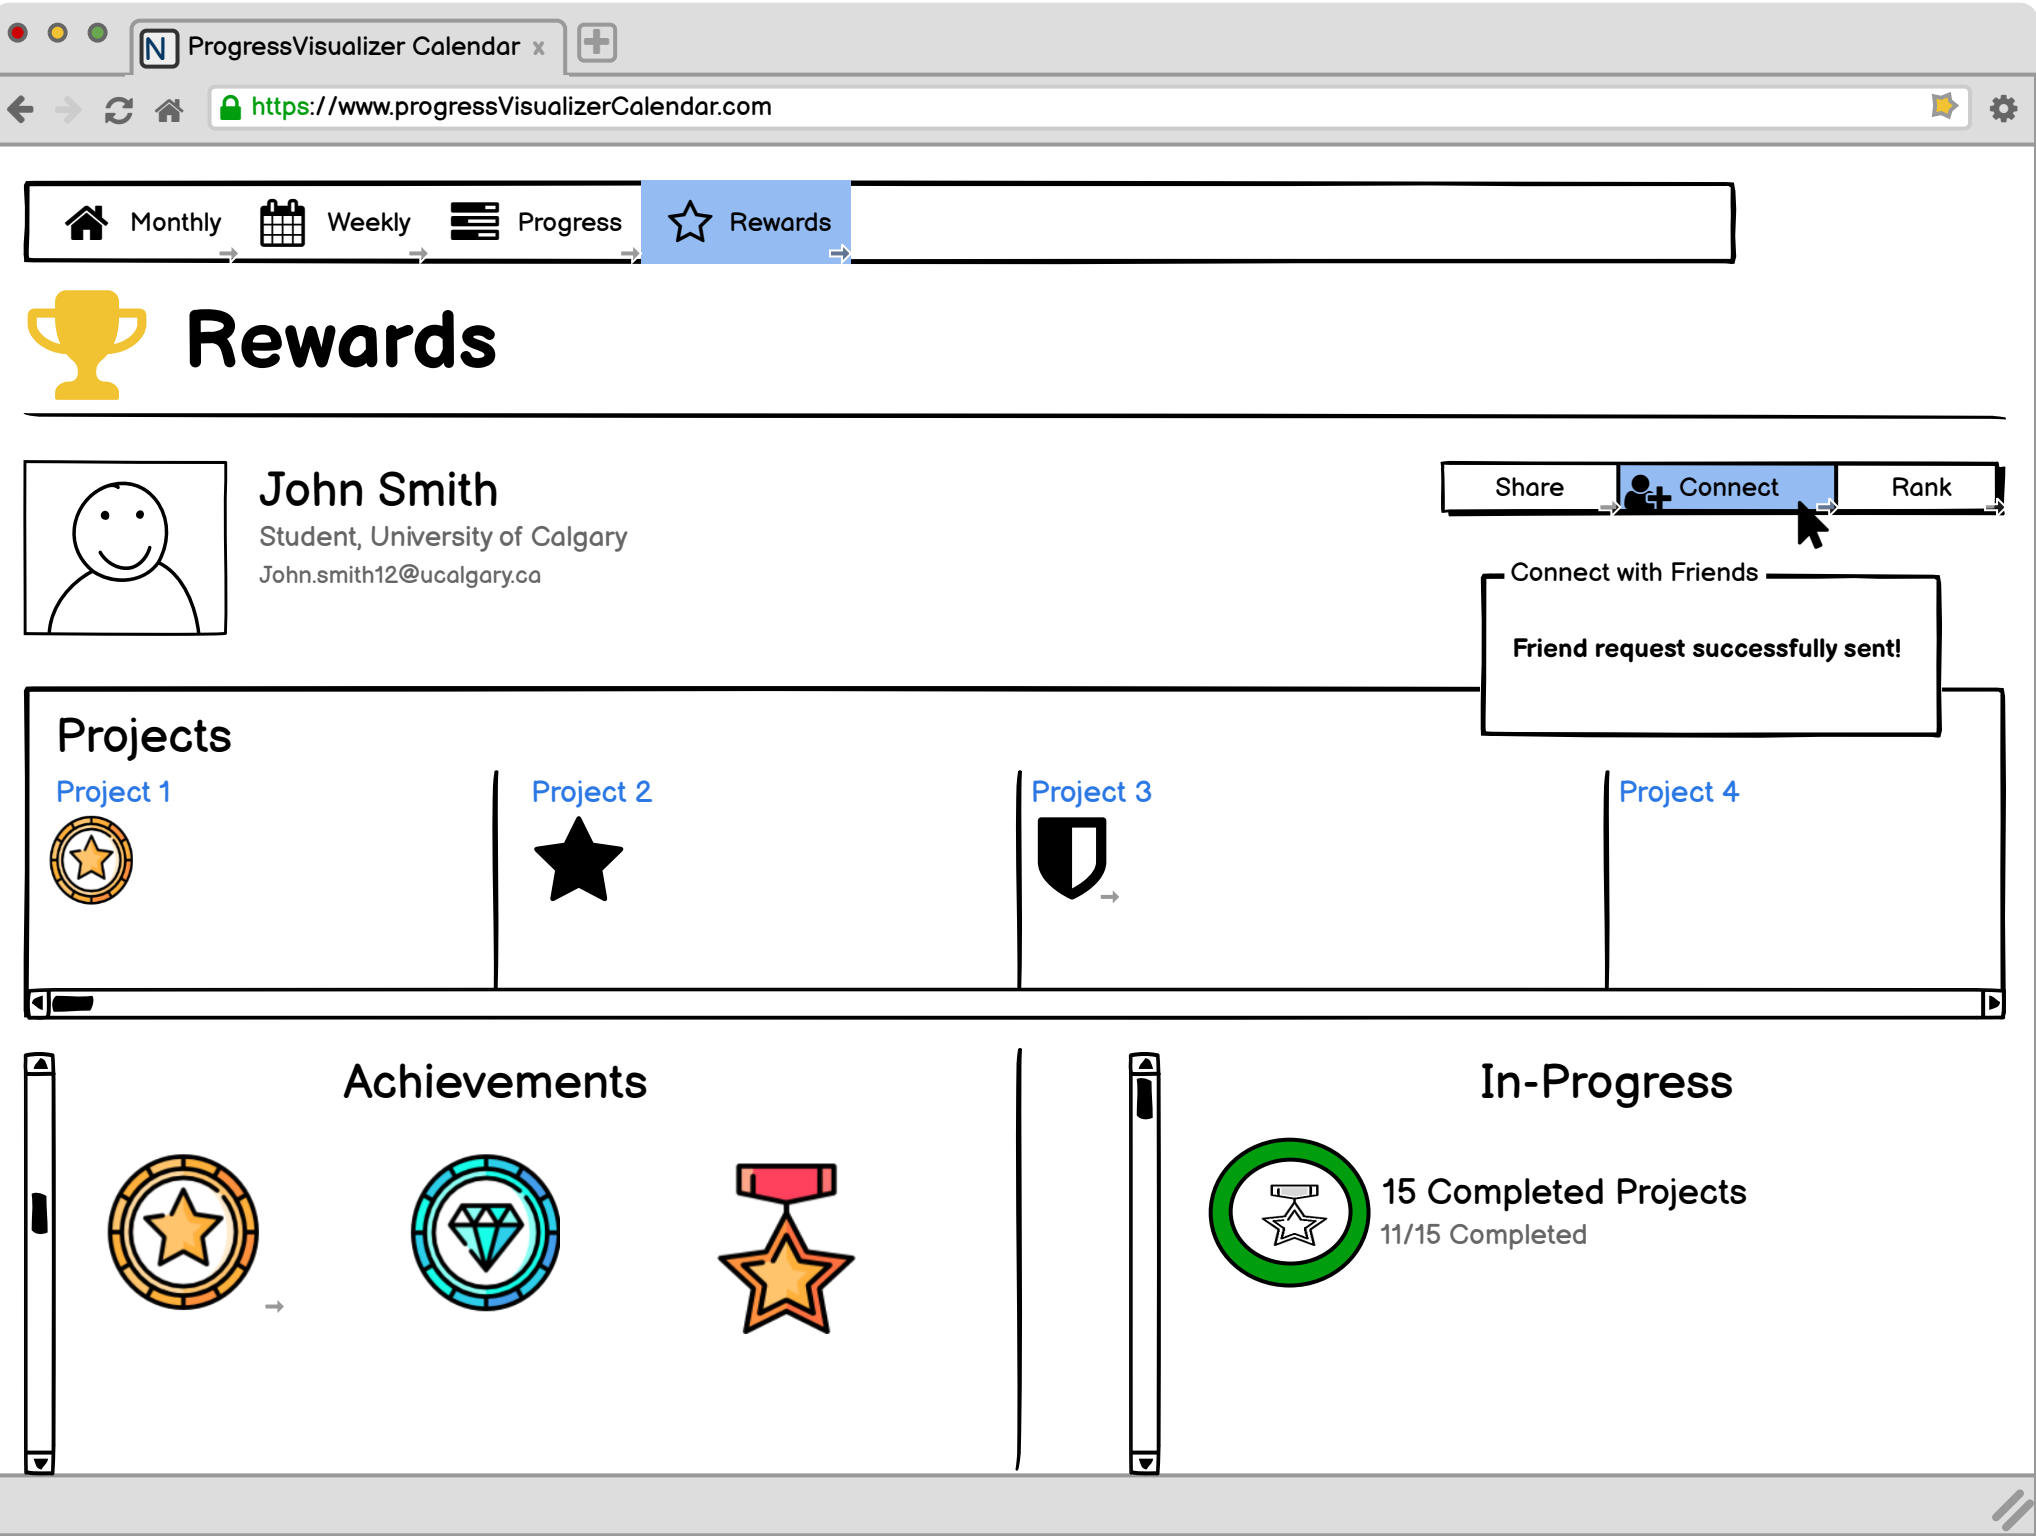 N ProgressVisualizer Calendar x
https://www.progressVisualizerCalendar.com
Monthly Weekly Progress Rewards
Rewards
John Smith
Student, University of Calgary
John.smith12@ucalgary.ca
Share Connect Rank
Connect with Friends
Friend request successfully sent!
Projects
Project 1 Project 2 Project 3 Project 4
Achievements
In-Progress
15 Completed Projects
11/15 Completed